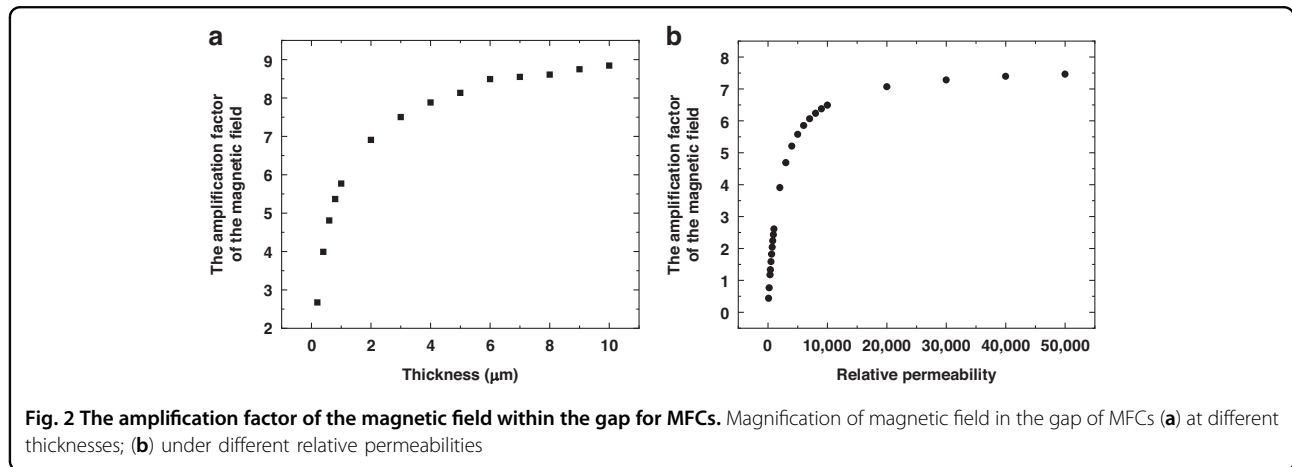 a
The amplification factor
of the magnetic field
9
8
7
6
5
4
3
2
0 2 4 6 8 10
Thickness (μm)
b
The amplification factor
of the magnetic field
8
7
6
5
4
3
2
1
0
0 10,000 20,000 30,000 40,000 50,000
Relative permeability
Fig. 2 The amplification factor of the magnetic field within the gap for MFCs. Magnification of magnetic field in the gap of MFCs (a) at different
thicknesses; (b) under different relative permeabilities